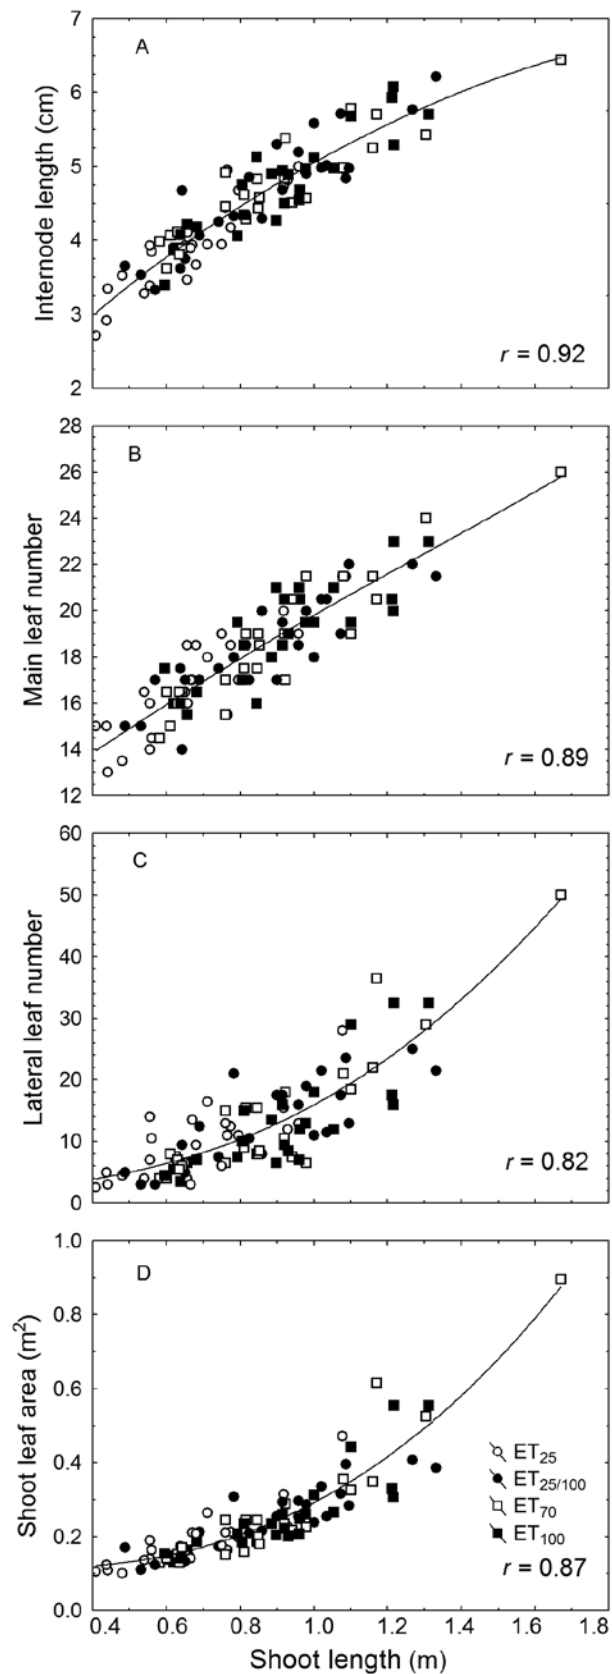 7
A
6
5
4
3
2
Internode length (cm)
r = 0.92
28
B
26
24
22
20
18
16
14
12
Main leaf number
r = 0.89
60
C
50
40
30
20
10
0
Lateral leaf number
r = 0.82
1.0
D
0.8
0.6
0.4
0.2
0.0
Shoot leaf area (m²)
ET25
ET25/100
ET70
ET100
r = 0.87
0.4 0.6 0.8 1.0 1.2 1.4 1.6 1.8
Shoot length (m)